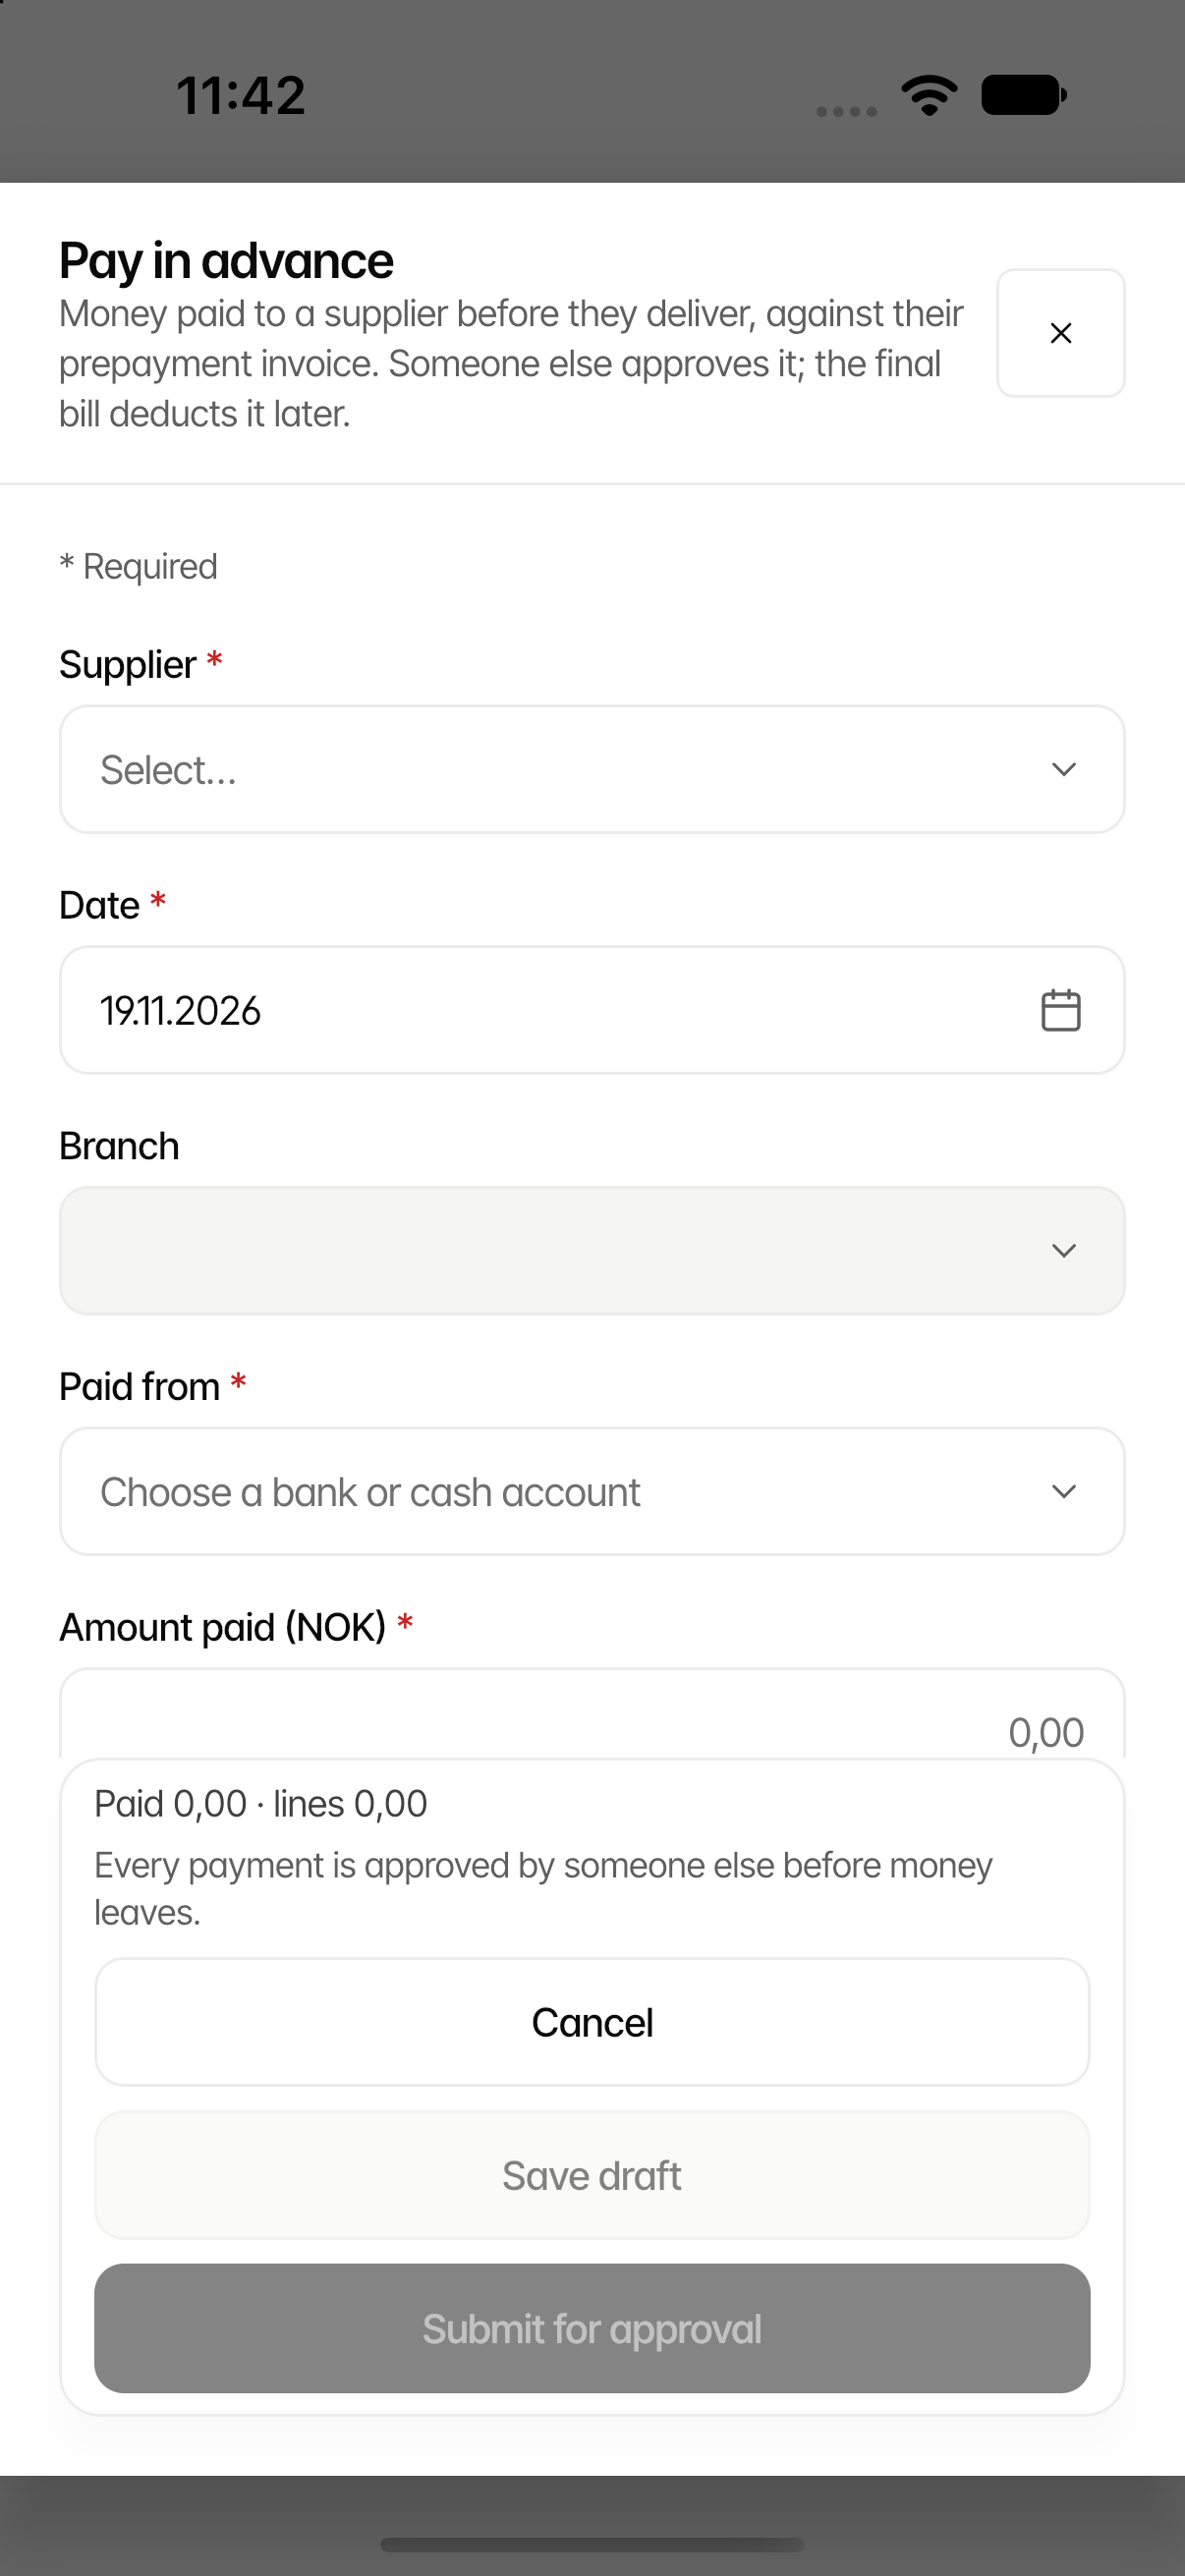 11:42
Pay in advance
Money paid to a supplier before they deliver, against their
prepayment invoice. Someone else approves it; the final
bill deducts it later.
* Required
Supplier *
Select...
Date *
19.11.2026
Branch
Paid from *
Choose a bank or cash account
Amount paid (NOK) *
0,00
Paid 0,00 · lines 0,00
Every payment is approved by someone else before money
leaves.
Cancel
Save draft
Submit for approval